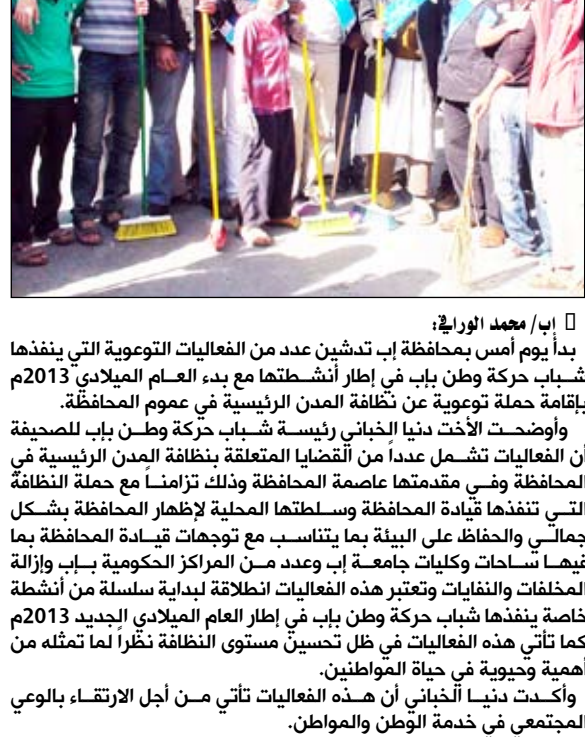 إب/ محمد الورافي:
بدأ يوم أمس بمحافظة إب تدشين عدد من الفعاليات التوعوية التي ينفذها
شباب حركة وطن بإب في إطار أنشطتها مع بدء العام الميلادي 2013م
بإقامة حملة توعوية عن نظافة المدن الرئيسية في عموم المحافظة.
وأوضحت الأخت دنيا الخباني رئيسة شباب حركة وطن بإب للصحيفة
أن الفعاليات تشمل عدداً من القضايا المتعلقة بنظافة المدن الرئيسية في
المحافظة وفي مقدمتها عاصمة المحافظة وذلك تزامناً مع حملة النظافة
التي تنفذها قيادة المحافظة وسلطتها المحلية لإظهار المحافظة بشكل
جمالي والحفاظ على البيئة بما يتناسب مع توجهات قيادة المحافظة بما
فيها ساحات وكليات جامعة إب وعدد من المراكز الحكومية بإب وإزالة
المخلفات والنفايات وتعتبر هذه الفعاليات انطلاقة لبداية سلسلة من أنشطة
خاصة ينفذها شباب حركة وطن بإب في إطار العام الميلادي الجديد 2013م
كما تأتي هذه الفعاليات في ظل تحسين مستوى النظافة نظراً لما تمثله من
أهمية وحيوية في حياة المواطنين.
وأكدت دنيا الخباني أن هذه الفعاليات تأتي من أجل الارتقاء بالوعي
المجتمعي في خدمة الوطن والمواطن.